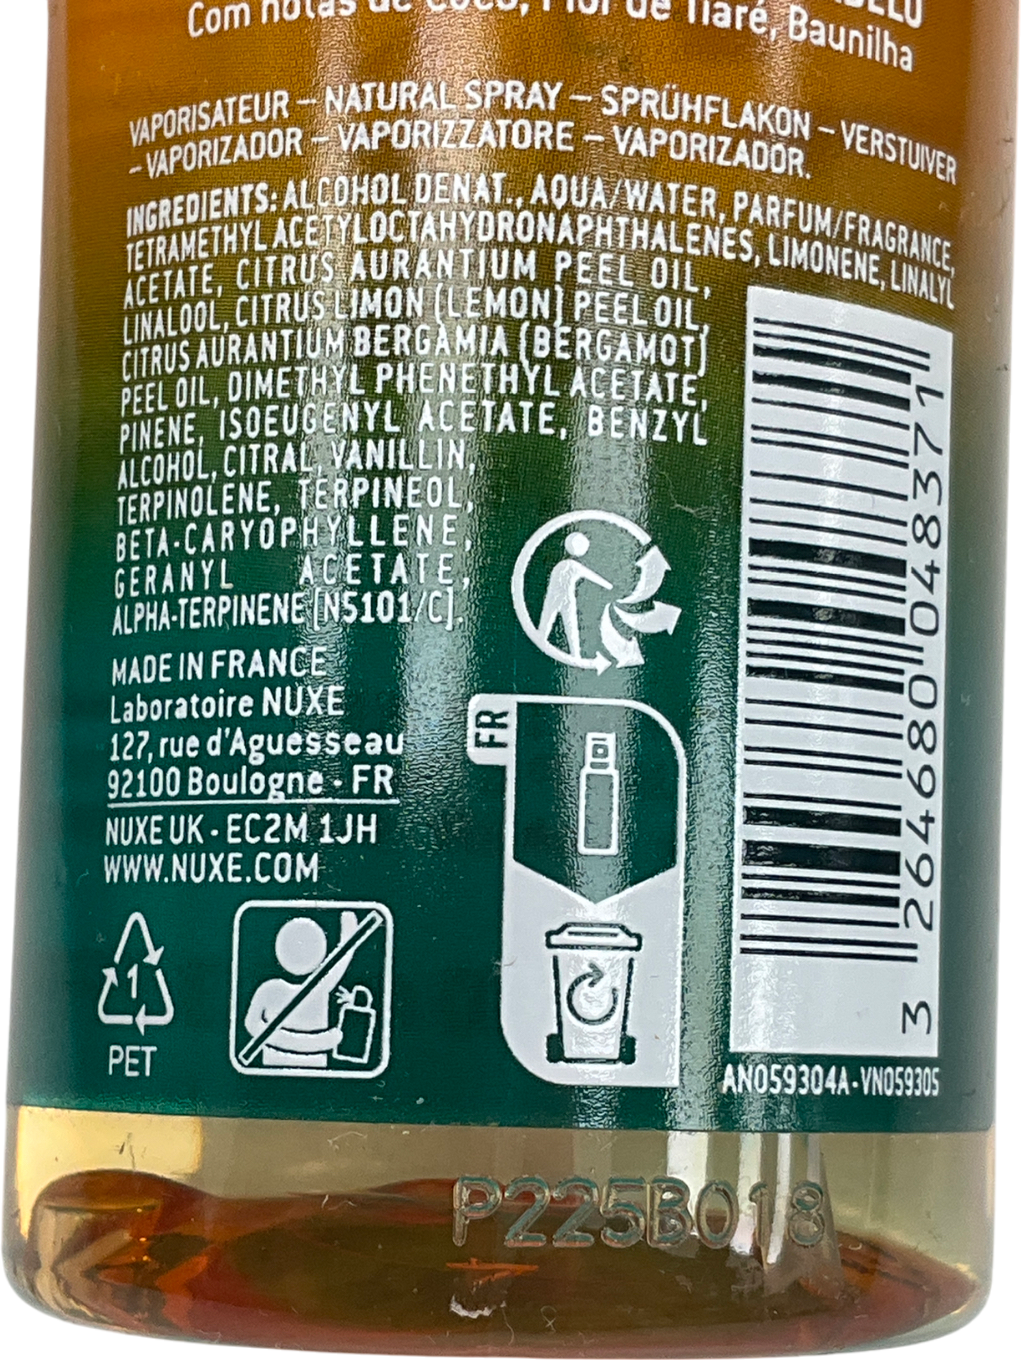 Com notas de Coco, Flor de Tiaré, Baunilha
VAPORISATEUR – NATURAL SPRAY – SPRÜHFLAKON – VERSTUIVER
– VAPORIZADOR – VAPORIZZATORE – VAPORIZADOR.
INGREDIENTS: ALCOHOL DENAT., AQUA/WATER, PARFUM/FRAGRANCE,
TETRAMETHYL ACETYLOCTAHYDRONAPHTHALENES, LIMONENE, LINALYL
ACETATE, CITRUS AURANTIUM PEEL OIL,
LINALOOL, CITRUS LIMON (LEMON) PEEL OIL,
CITRUS AURANTIUM BERGAMIA (BERGAMOT)
PEEL OIL, DIMETHYL PHENETHYL ACETATE,
PINENE, ISOEUGENYL ACETATE, BENZYL
ALCOHOL, CITRAL, VANILLIN,
TERPINOLENE, TERPINEOL,
BETA-CARYOPHYLLENE,
GERANYL ACETATE,
ALPHA-TERPINENE [N5101/C].
MADE IN FRANCE
Laboratoire NUXE
127, rue d'Aguesseau
92100 Boulogne - FR
NUXE UK - EC2M 1JH
WWW.NUXE.COM
1
PET
FR
3 264680 048371
AN059304A - VN059305
P225B018